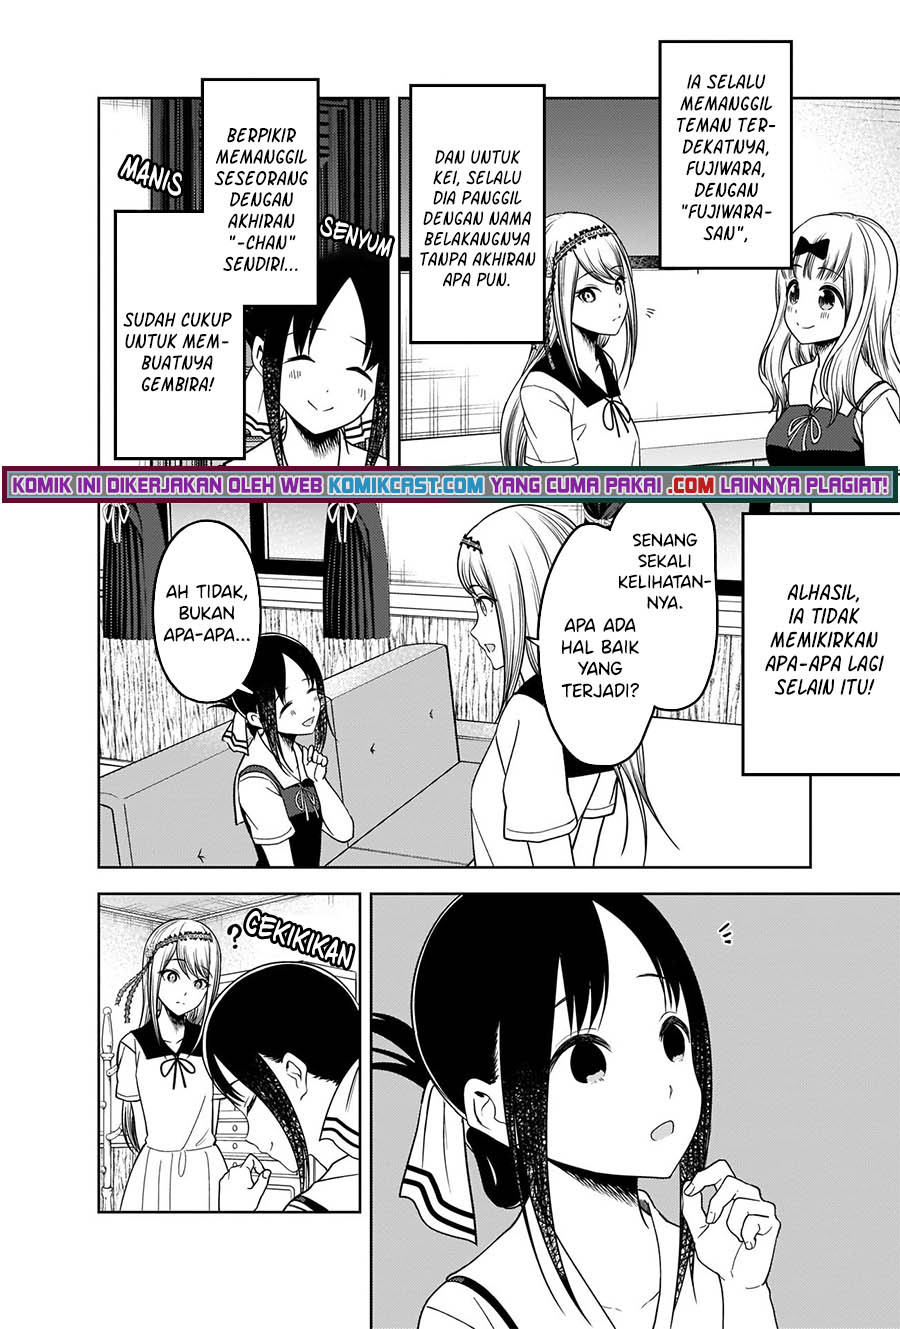 IA SELALU
MEMANGGIL
TEMAN TER-
DEKATNYA,
FUJIWARA,
DENGAN
"FUJIWARA-
SAN",
DAN UNTUK
KEI, SELALU
DIA PANGGIL
DENGAN NAMA
BELAKANGNYA
TANPA AKHIRAN
APA PUN.
BERPIKIR
MEMANGGIL
SESEORANG
DENGAN
AKHIRAN
"-CHAN"
SENDIRI...
SENYUM
MANIS
SUDAH CUKUP
UNTUK MEM-
BUATNYA
GEMBIRA!
KOMIK INI DIKERJAKAN OLEH WEB KOMIKCAST.COM YANG CUMA PAKAI .COM LAINNYA PLAGIAT!
ALHASIL,
IA TIDAK
MEMIKIRKAN
APA-APA LAGI
SELAIN ITU!
SENANG
SEKALI
KELIHATAN-
NYA.
APA ADA
HAL BAIK
YANG
TERJADI?
AH TIDAK,
BUKAN
APA-APA...
?
CEKIKIKAN